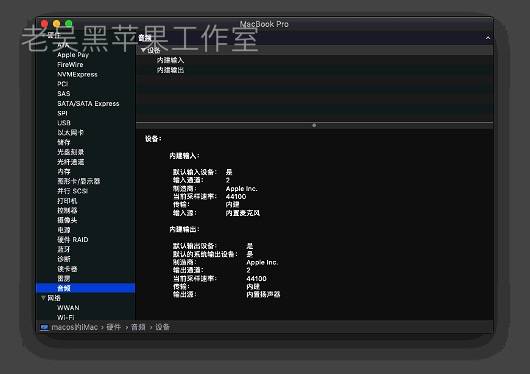 MacBook Pro
老吴黑苹果工作室
硬件
ATA
Apple Pay
FireWire
NVMExpress
PCI
SAS
SATA/SATA Express
SPI
USB
以太网卡
储存
光盘刻录
光纤通道
内存
图形卡/显示器
并行 SCSI
打印机
控制器
摄像头
电源
硬件 RAID
蓝牙
诊断
读卡器
雷雳
音频
网络
WWAN
Wi-Fi
音频
设备
内建输入
内建输出
设备:
内建输入:
默认输入设备: 是
输入通道: 2
制造商: Apple Inc.
当前采样速率: 44100
传输: 内建
输入源: 内置麦克风
内建输出:
默认输出设备: 是
默认的系统输出设备: 是
制造商: Apple Inc.
输出通道: 2
当前采样速率: 44100
传输: 内建
输出源: 内置扬声器
macos的iMac › 硬件 › 音频 › 设备